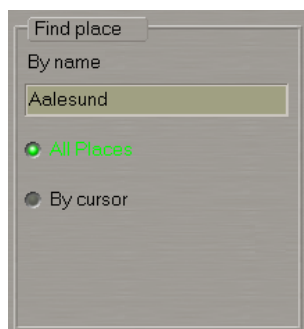 Find place
By name
Aalesund
All Places
By cursor